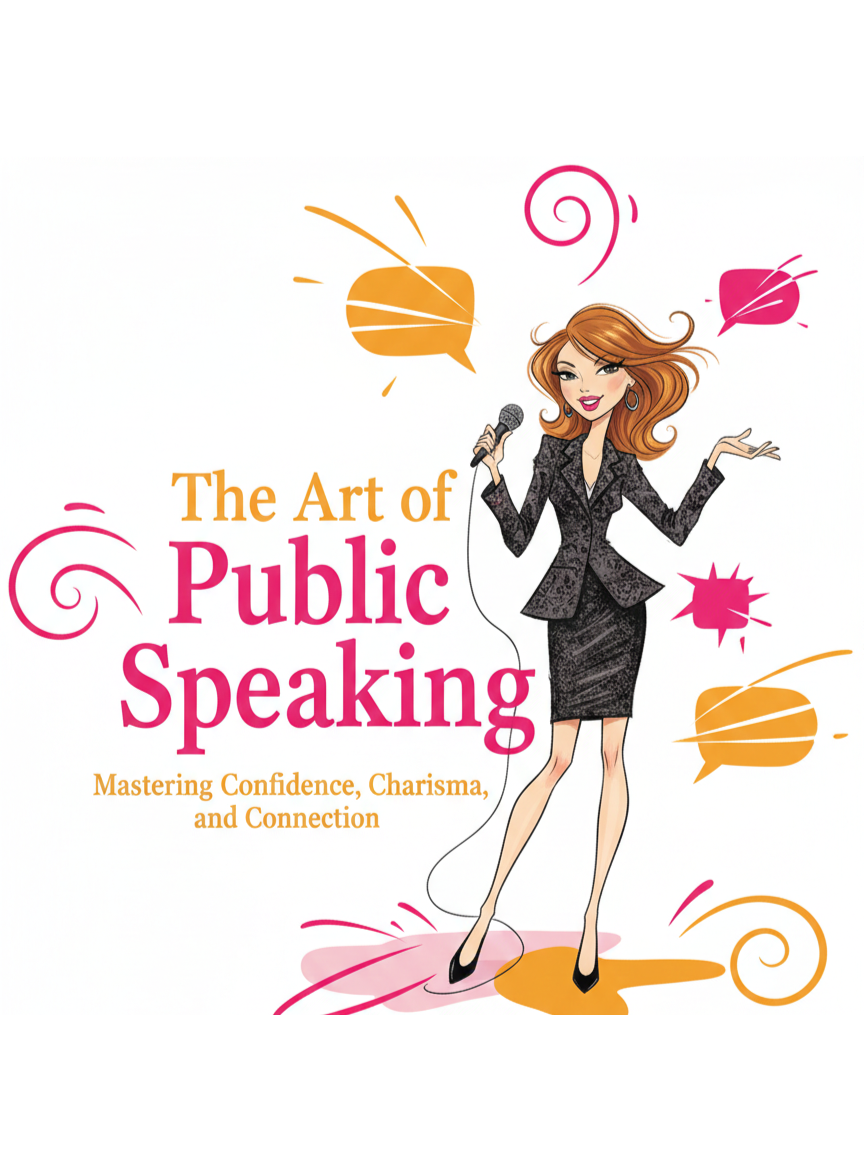 The Art of
Public
Speaking
Mastering Confidence, Charisma,
and Connection